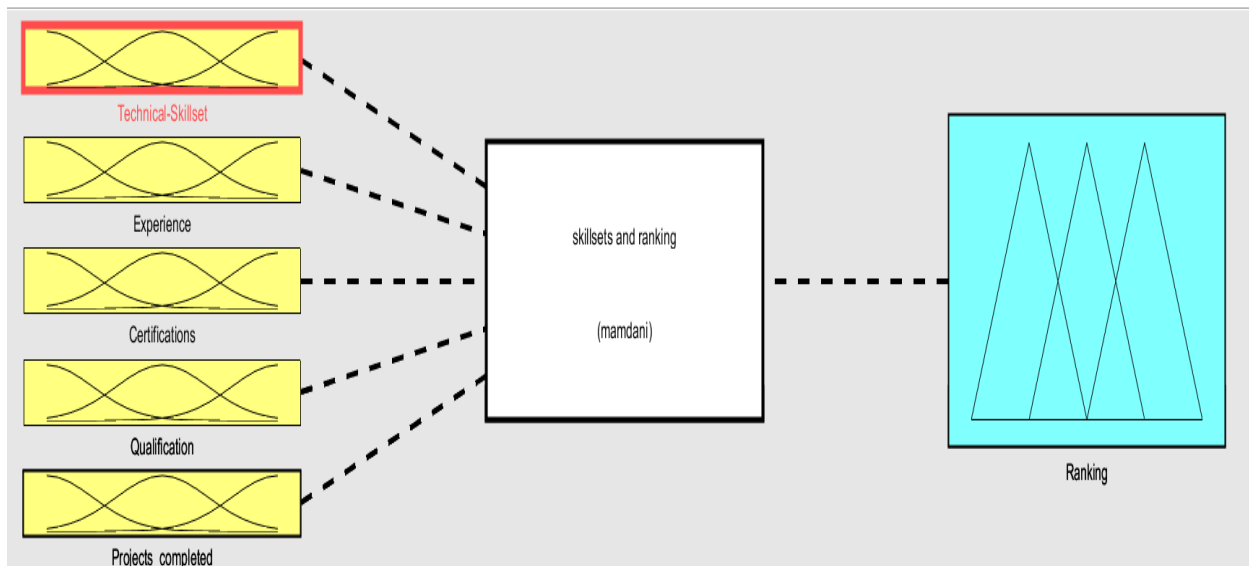 Technical-Skillset
Experience
Certifications
Qualification
Projects_completed
skillsets and ranking
(mamdani)
Ranking